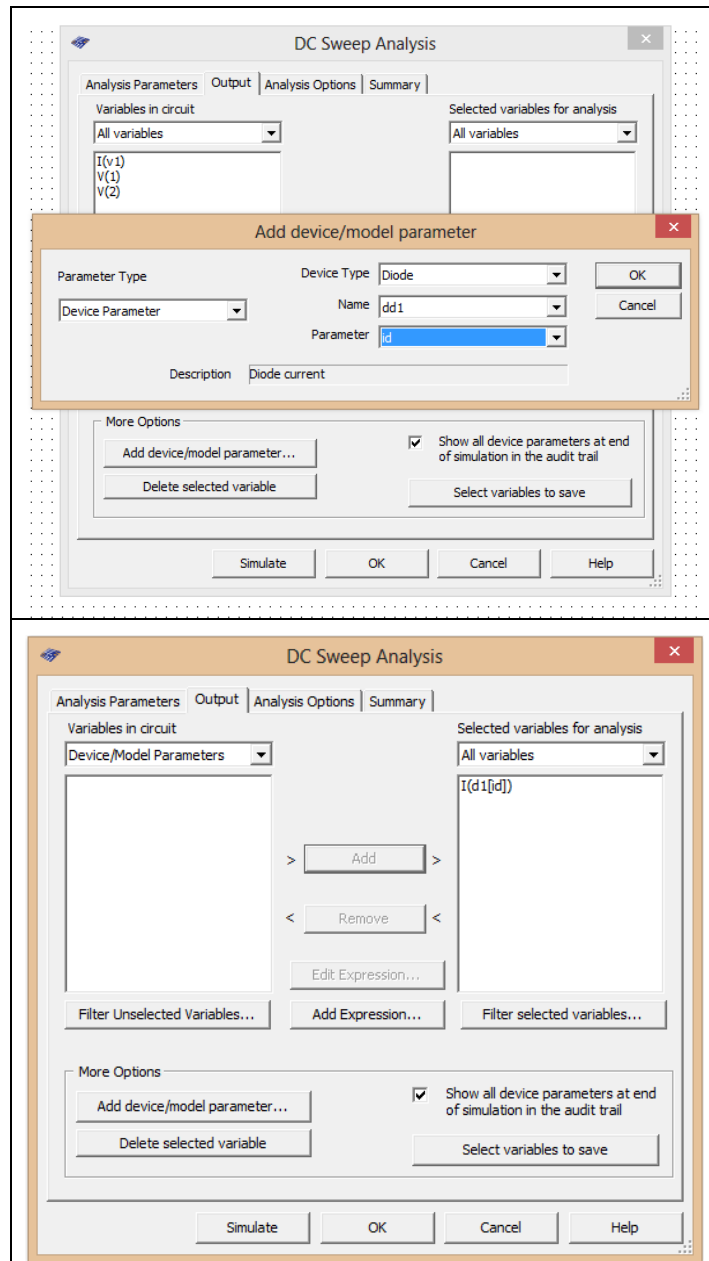 DC Sweep Analysis
Analysis Parameters Output Analysis Options Summary
Variables in circuit Selected variables for analysis
All variables All variables
I(v1)
V(1)
V(2)
Add device/model parameter
Parameter Type Device Type Diode OK
Device Parameter Name dd1 Cancel
Parameter id
Description Diode current
More Options
Add device/model parameter... Show all device parameters at end
of simulation in the audit trail
Delete selected variable Select variables to save
Simulate OK Cancel Help
DC Sweep Analysis
Analysis Parameters Output Analysis Options Summary
Variables in circuit Selected variables for analysis
Device/Model Parameters All variables
I(d1[id])
> Add >
< Remove <
Edit Expression...
Filter Unselected Variables... Add Expression... Filter selected variables...
More Options
Add device/model parameter... Show all device parameters at end
of simulation in the audit trail
Delete selected variable Select variables to save
Simulate OK Cancel Help